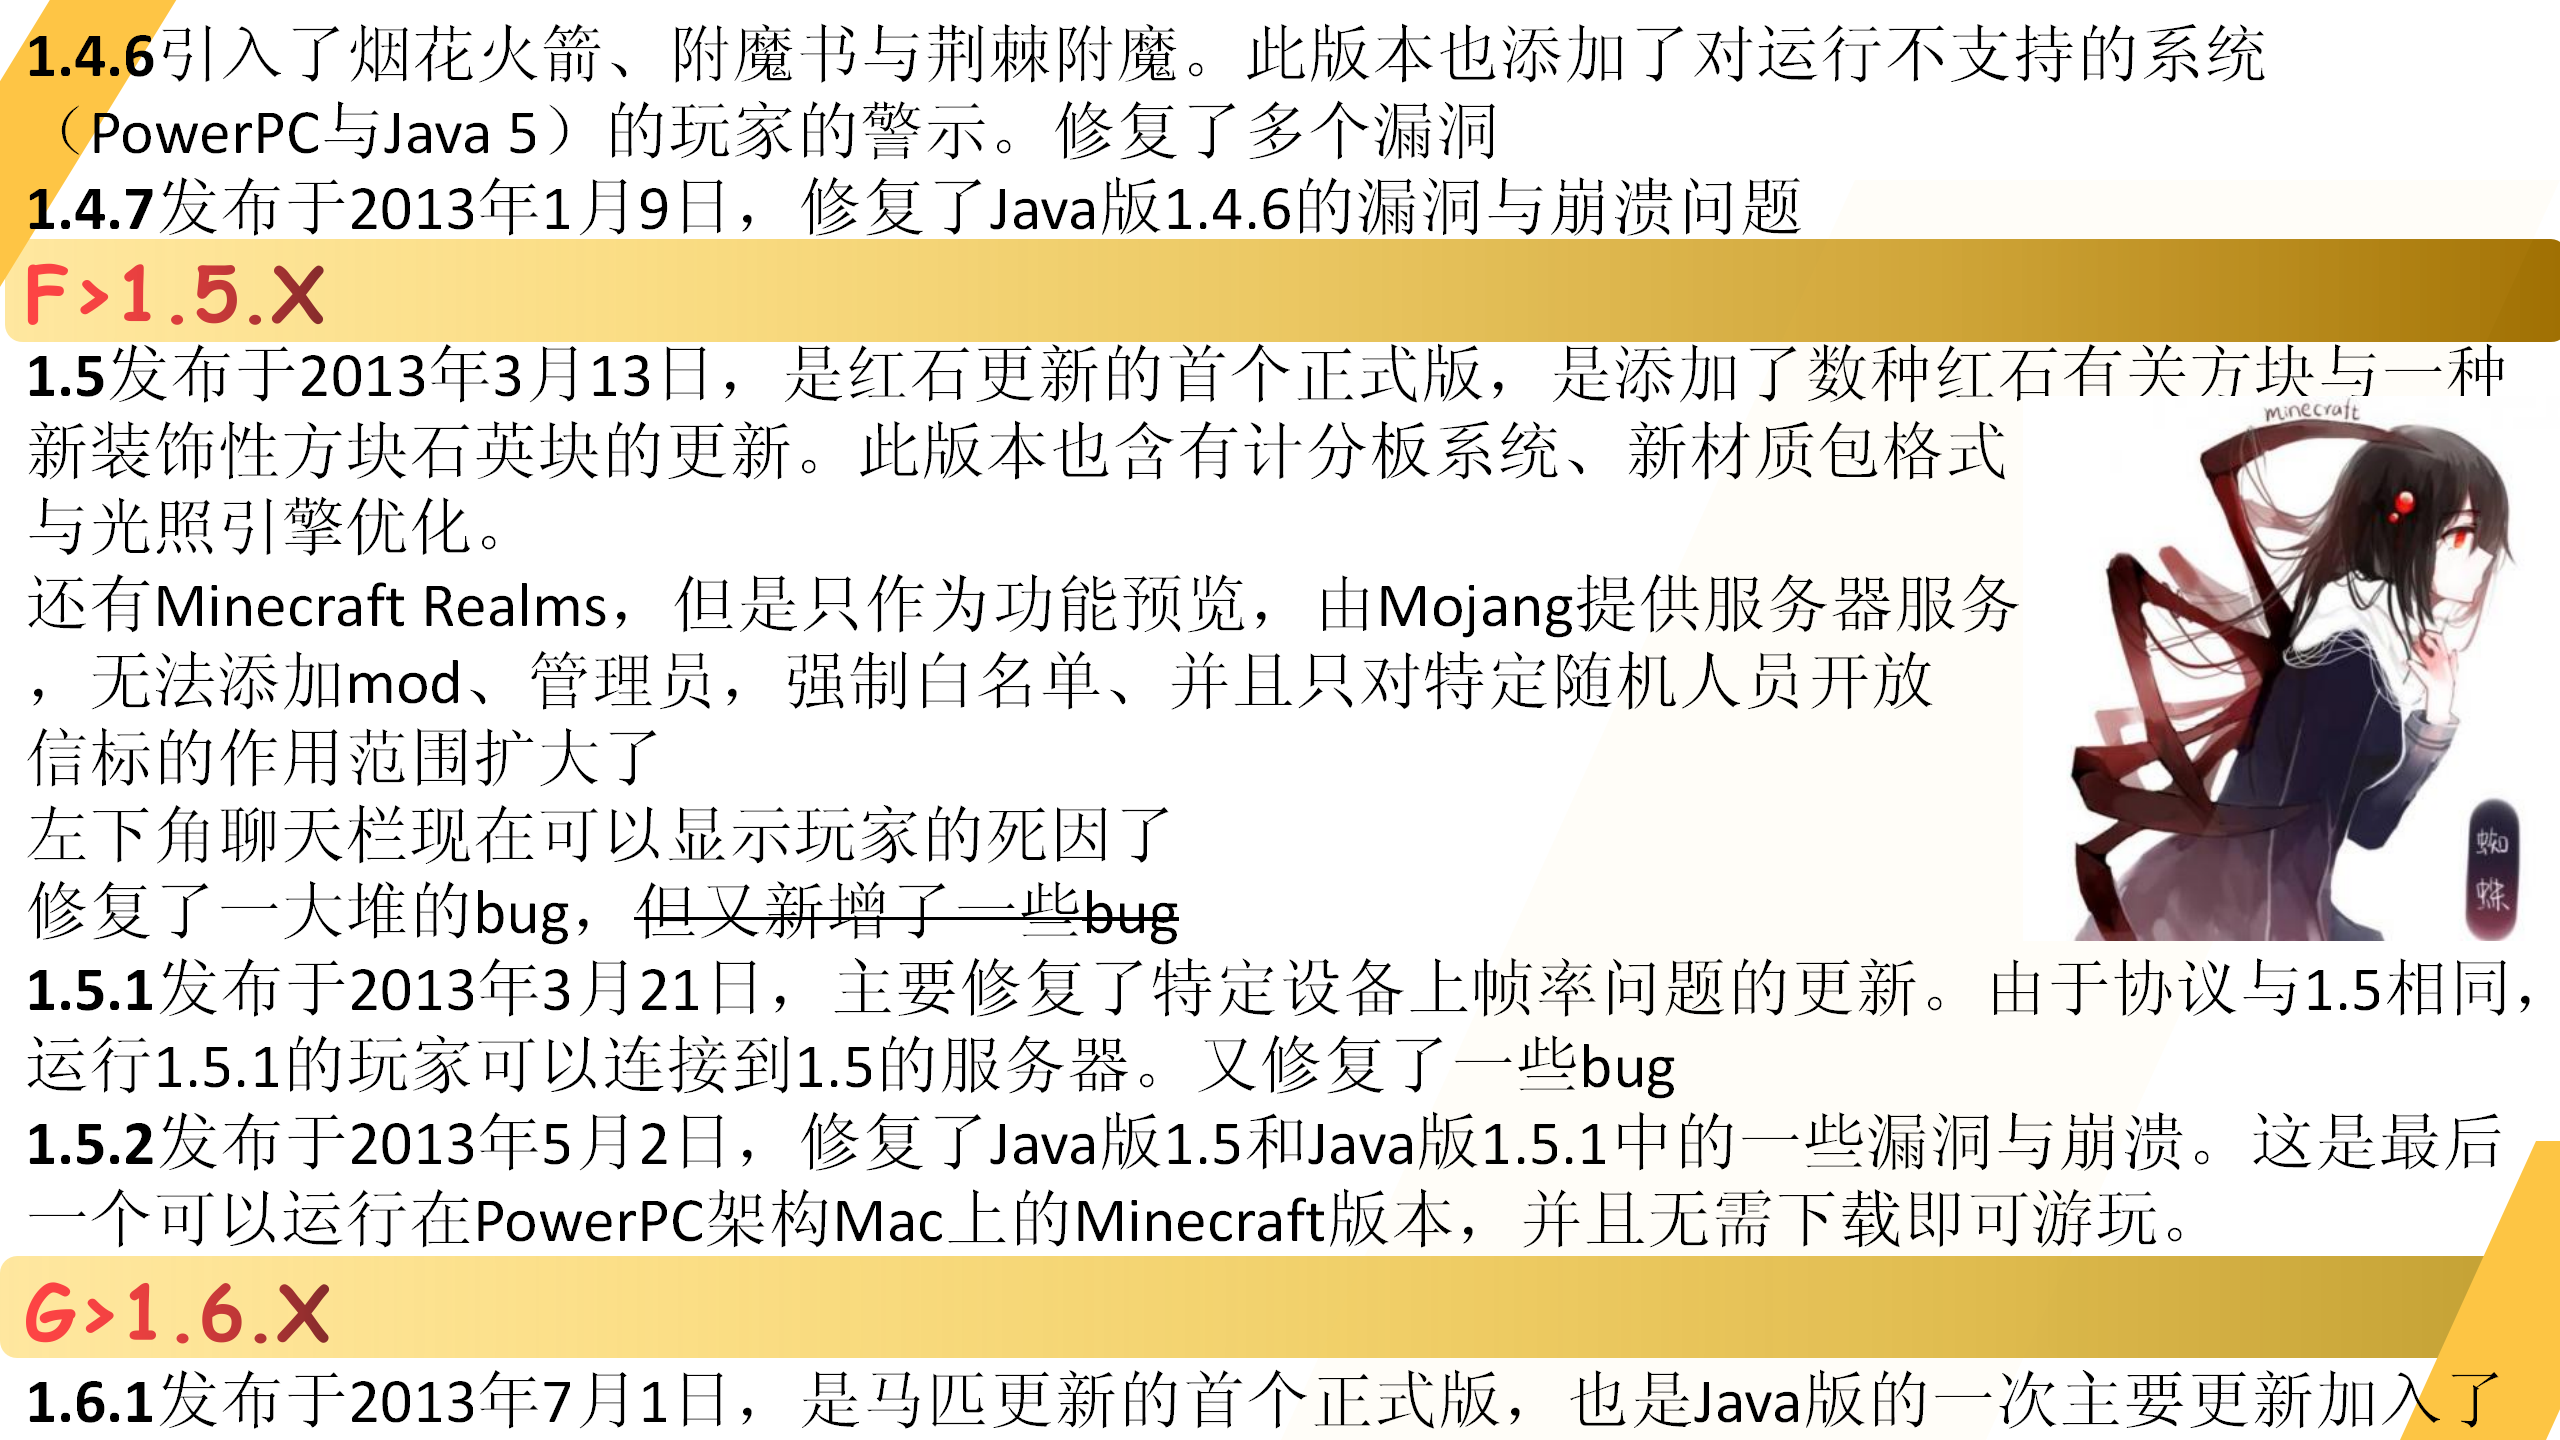 1.4.6引入了烟花火箭、附魔书与荆棘附魔。此版本也添加了对运行不支持的系统
（PowerPC与Java 5）的玩家的警示。修复了多个漏洞
1.4.7发布于2013年1月9日，修复了Java版1.4.6的漏洞与崩溃问题
F>1.5.X
1.5发布于2013年3月13日，是红石更新的首个正式版，是添加了数种红石有关方块与一种
新装饰性方块石英块的更新。此版本也含有计分板系统、新材质包格式
与光照引擎优化。
还有Minecraft Realms，但是只作为功能预览，由Mojang提供服务器服务
，无法添加mod、管理员，强制白名单、并且只对特定随机人员开放
信标的作用范围扩大了
左下角聊天栏现在可以显示玩家的死因了
修复了一大堆的bug，但又新增了一些bug
minecraft
蜘
蛛
1.5.1发布于2013年3月21日，主要修复了特定设备上帧率问题的更新。由于协议与1.5相同，
运行1.5.1的玩家可以连接到1.5的服务器。又修复了一些bug
1.5.2发布于2013年5月2日，修复了Java版1.5和Java版1.5.1中的一些漏洞与崩溃。这是最后
一个可以运行在PowerPC架构Mac上的Minecraft版本，并且无需下载即可游玩。
G>1.6.X
1.6.1发布于2013年7月1日，是马匹更新的首个正式版，也是Java版的一次主要更新加入了